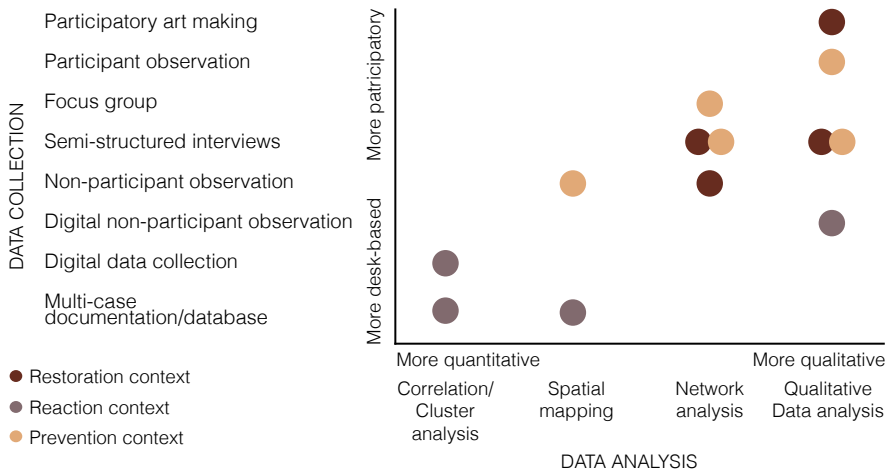 DATA COLLECTION
Participatory art making
Participant observation
Focus group
Semi-structured interviews
Non-participant observation
Digital non-participant observation
Digital data collection
Multi-case
documentation/database
More patricipatory
More desk-based
More quantitative
More qualitative
Correlation/
Cluster
analysis
Spatial
mapping
Network
analysis
Qualitative
Data analysis
DATA ANALYSIS
Restoration context
Reaction context
Prevention context